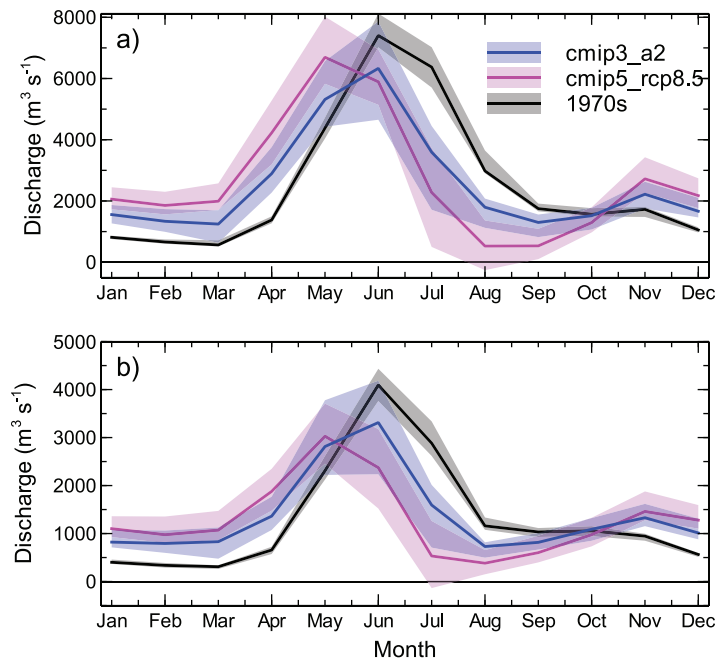 a)
cmip3_a2
cmip5_rcp8.5
1970s
Discharge (m³ s⁻¹)
8000
6000
4000
2000
0
Jan Feb Mar Apr May Jun Jul Aug Sep Oct Nov Dec
b)
Discharge (m³ s⁻¹)
5000
4000
3000
2000
1000
0
Jan Feb Mar Apr May Jun Jul Aug Sep Oct Nov Dec
Month